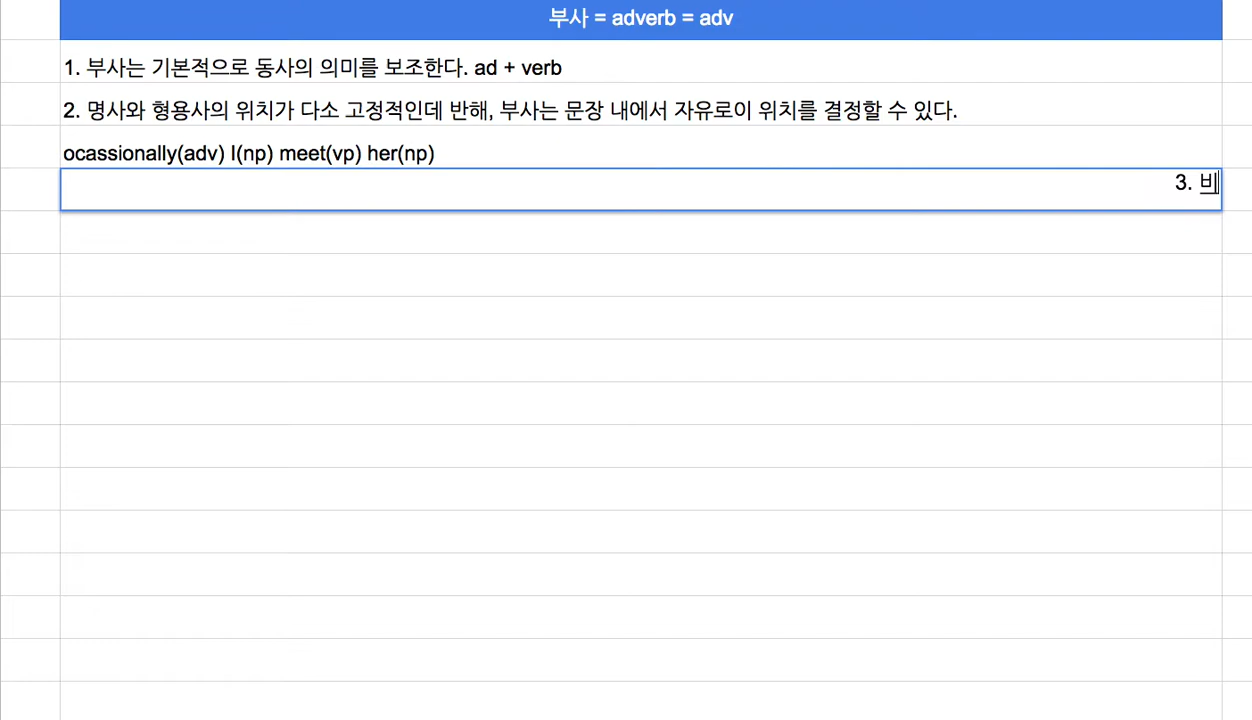 부사 = adverb = adv
1. 부사는 기본적으로 동사의 의미를 보조한다. ad + verb
2. 명사와 형용사의 위치가 다소 고정적인데 반해, 부사는 문장 내에서 자유로이 위치를 결정할 수 있다.
ocassionally(adv) I(np) meet(vp) her(np)
3. 비